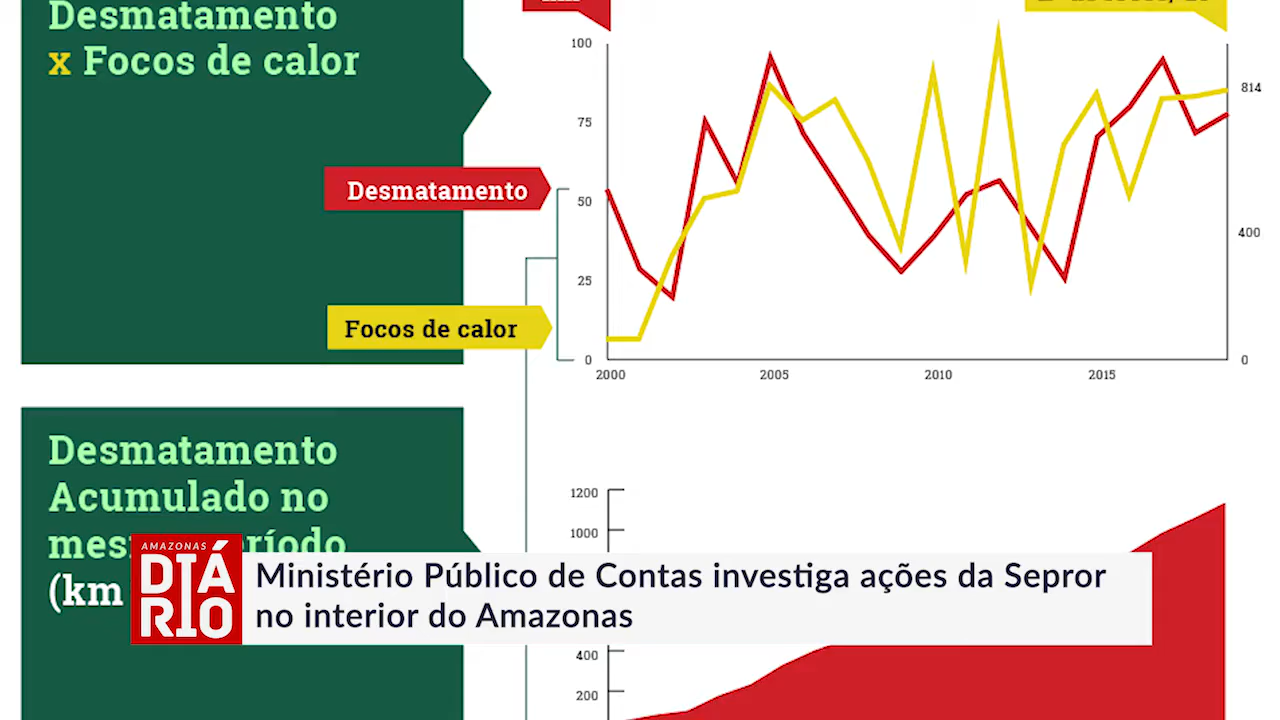 Desmatamento
x Focos de calor
100
75
50
25
0
814
400
0
2000
2005
2010
2015
Desmatamento
Focos de calor
Desmatamento
Acumulado no
(km
1200
1000
400
200
AMAZONAS
DIÁRIO
Ministério Público de Contas investiga ações da Sepror
no interior do Amazonas